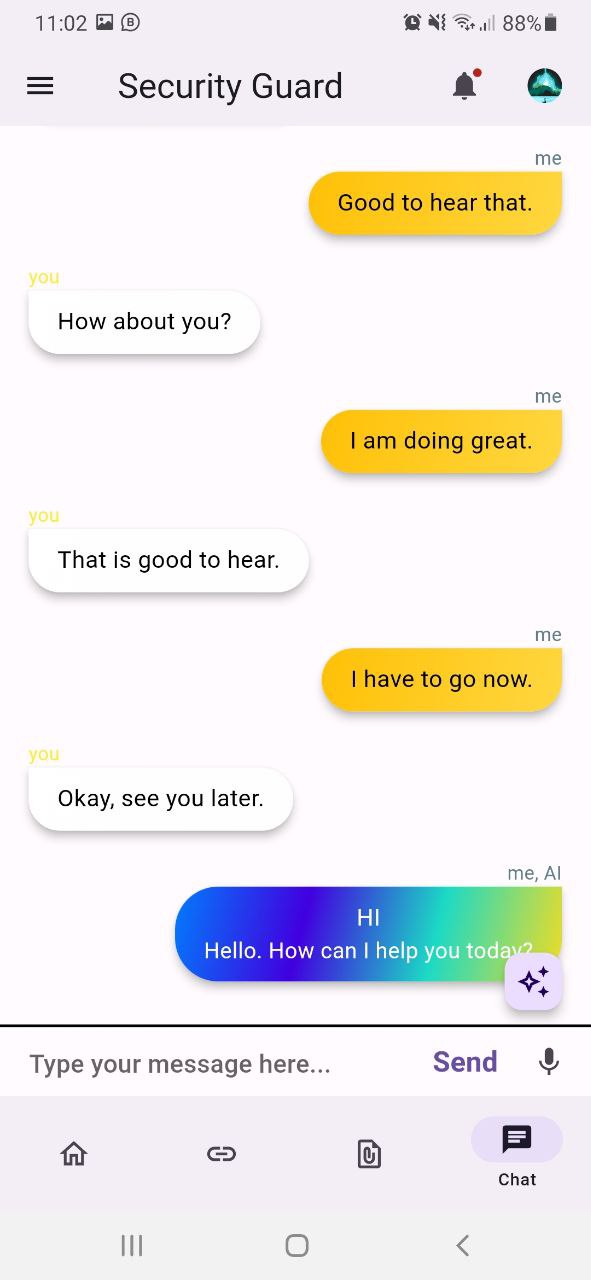 11:02
88%
Security Guard
me
Good to hear that.
you
How about you?
me
I am doing great.
you
That is good to hear.
me
I have to go now.
you
Okay, see you later.
me, AI
HI
Hello. How can I help you today?
Type your message here...
Send
Chat